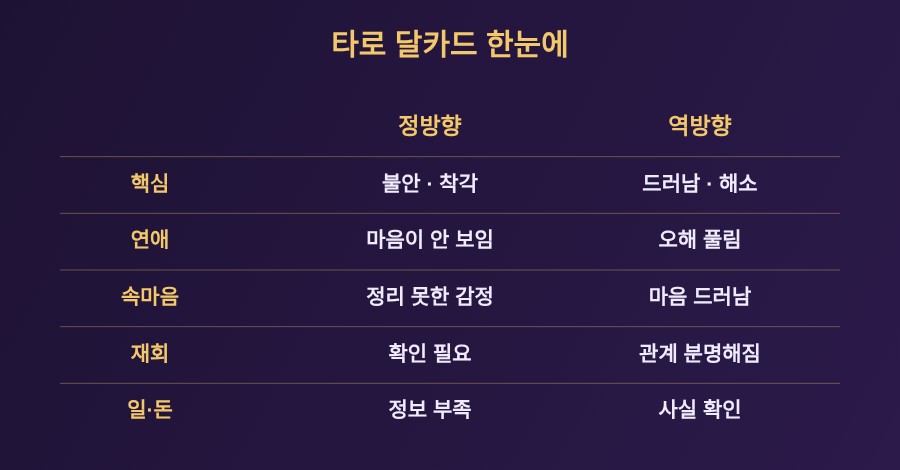 타로 달카드 한눈에
정방향 역방향
핵심 불안 · 착각 드러남 · 해소
연애 마음이 안 보임 오해 풀림
속마음 정리 못한 감정 마음 드러남
재회 확인 필요 관계 분명해짐
일·돈 정보 부족 사실 확인